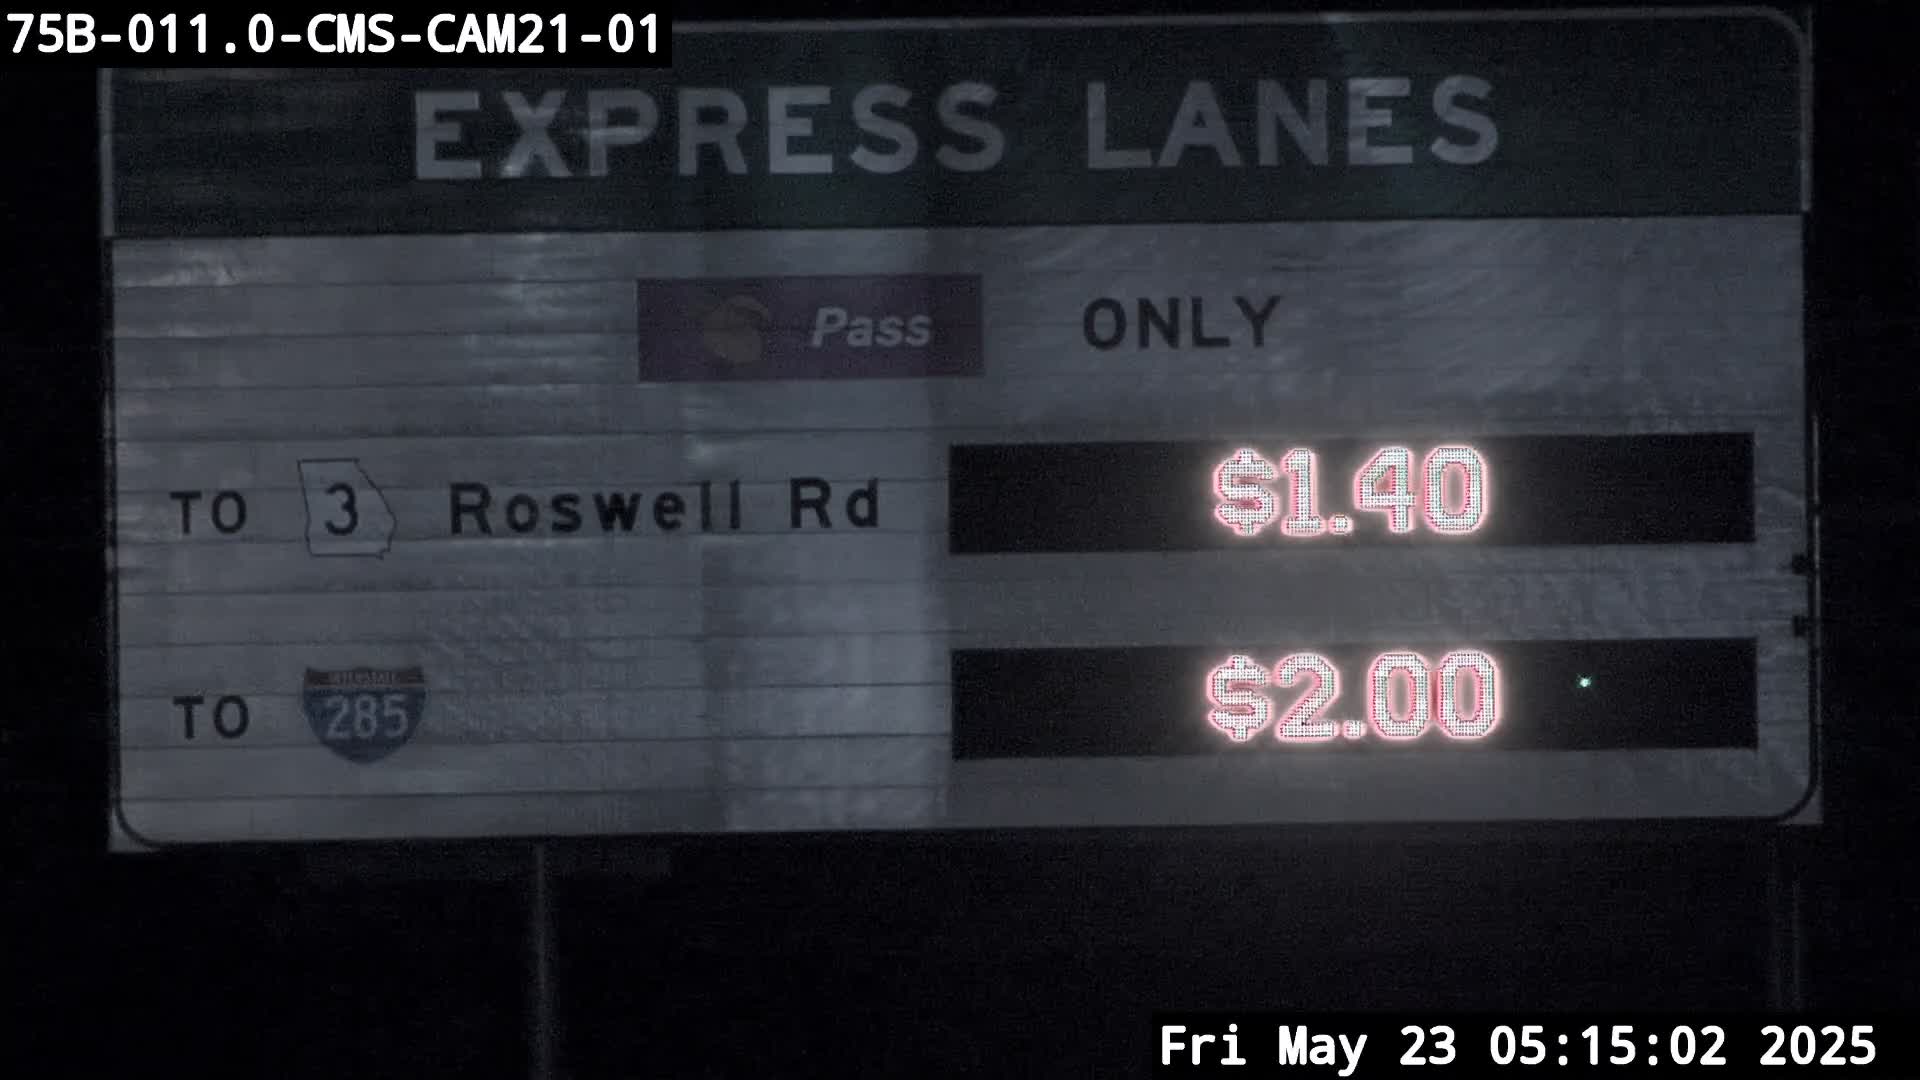 75B-011.0-CMS-CAM21-01
EXPRESS LANES
Pass ONLY
TO 3 Roswell Rd $1.40
INTERSTATE
TO 285 $2.00
Fri May 23 05:15:02 2025